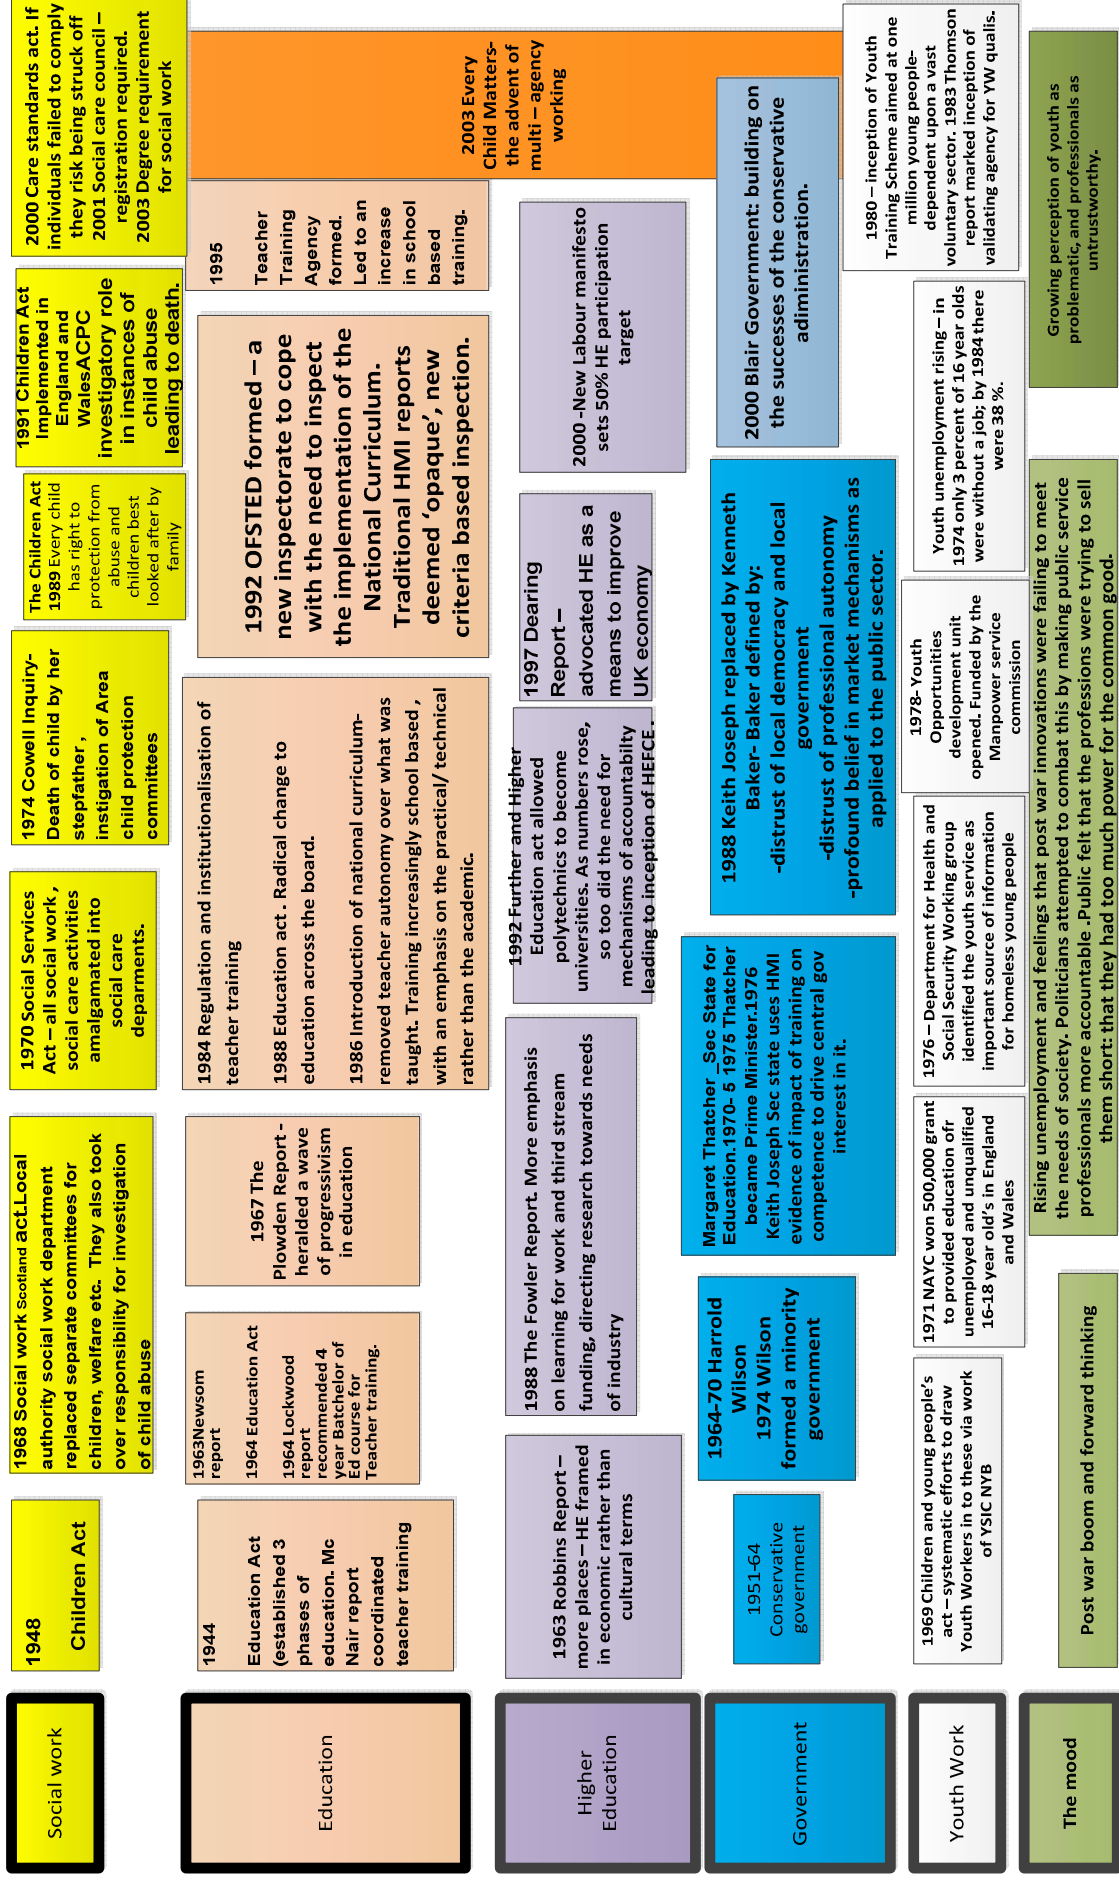 Social work
1948
Children Act
1968 Social work Scotland act.Local
authority social work department
replaced separate committees for
children, welfare etc.  They also took
over responsibility for investigation
of child abuse
1970 Social Services
Act – all social work ,
social care activities
amalgamated into
social care
deparments.
1974 Cowell Inquiry-
Death of child by her
stepfather ,
instigation of Area
child protection
committees
The Children Act
1989 Every child
has right to
protection from
abuse and
children best
looked after by
family
1991 Children Act
Implemented in
England and
WalesACPC
investigatory role
in instances of
child abuse
leading to death.
2000 Care standards act. If
individuals failed to comply
they risk being struck off
2001 Social care council –
registration required.
2003 Degree requirement
for social work
Education
1944
Education Act
(established 3
phases of
education. Mc
Nair report
coordinated
teacher training
1963Newsom
report
1964 Education Act
1964 Lockwood
report
recommended 4
year Batchelor of
Ed course for
Teacher training.
1967 The
Plowden Report -
heralded a wave
of progressivism
in education
1984 Regulation and institutionalisation of
teacher training
1988 Education act . Radical change to
education across the board.
1986 Introduction of national curriculum-
removed teacher autonomy over what was
taught. Training increasingly school based ,
with an emphasis on the practical/ technical
rather than the academic.
1992 OFSTED formed – a
new inspectorate to cope
with the need to inspect
the implementation of the
National Curriculum.
Traditional HMI reports
deemed ‘opaque’, new
criteria based inspection.
1995
Teacher
Training
Agency
formed.
Led to an
increase
in school
based
training.
2003 Every
Child Matters-
the advent of
multi – agency
working
Higher
Education
1963 Robbins Report –
more places – HE framed
in economic rather than
cultural terms
1988 The Fowler Report. More emphasis
on learning for work and third stream
funding, directing research towards needs
of industry
1992 Further and Higher
Education act allowed
polytechnics to become
universities. As numbers rose,
so too did the need for
mechanisms of accountabilty
leading to inception of HEFCE.
1997 Dearing
Report –
advocated HE as a
means to improve
UK economy
2000 -New Labour manifesto
sets 50% HE participation
target
Government
1951-64
Conservative
government
1964-70 Harrold
Wilson
1974 Wilson
formed a minority
government
Margaret Thatcher _Sec State for
Education.1970- 5 1975 Thatcher
became Prime Minister.1976
Keith Joseph Sec state uses HMI
evidence of impact of training on
competence to drive central gov
interest in it.
1988 Keith Joseph replaced by Kenneth
Baker- Baker defined by:
-distrust of local democracy and local
government
-distrust of professional autonomy
-profound belief in market mechanisms as
applied to the public sector.
2000 Blair Government: building on
the successes of the conservative
adiministration.
Youth Work
1969 Children and young people’s
act – systematic efforts to draw
Youth Workers in to these via work
of YSIC NYB
1971 NAYC won 500,000 grant
to provided education ofr
unemployed and unqualified
16-18 year old’s in England
and Wales
1976 – Department for Health and
Social Security Working group
identified the youth service as
important source of information
for homeless young people
1978- Youth
Opportunities
development unit
opened. Funded by the
Manpower service
commission
Youth unemployment rising – in
1974 only 3 percent of 16 year olds
were without a job; by 1984 there
were 38 %.
1980 – inception of Youth
Training Scheme aimed at one
million young people-
dependent upon a vast
voluntary sector. 1983 Thomson
report marked inception of
validating agency for YW qualis.
The mood
Post war boom and forward thinking
Rising unemployment and feelings that post war innovations were failing to meet
the needs of society. Politicians attempted to combat this by making public service
professionals more accountable .Public felt that the professions were trying to sell
them short: that they had too much power for the common good.
Growing perception of youth as
problematic, and professionals as
untrustworthy.